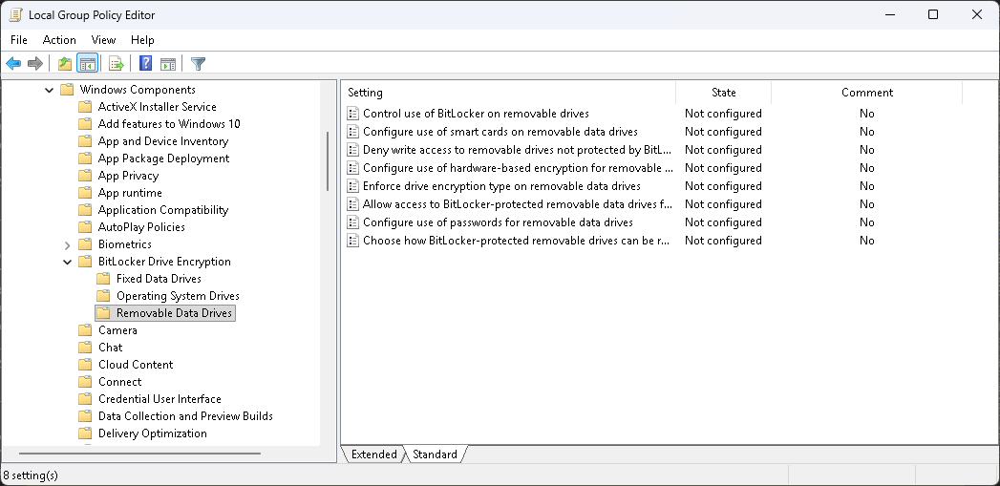 Local Group Policy Editor
File Action View Help
Windows Components
ActiveX Installer Service
Add features to Windows 10
App and Device Inventory
App Package Deployment
App Privacy
App runtime
Application Compatibility
AutoPlay Policies
Biometrics
BitLocker Drive Encryption
Fixed Data Drives
Operating System Drives
Removable Data Drives
Camera
Chat
Cloud Content
Connect
Credential User Interface
Data Collection and Preview Builds
Delivery Optimization
Setting State Comment
Control use of BitLocker on removable drives Not configured No
Configure use of smart cards on removable data drives Not configured No
Deny write access to removable drives not protected by BitL... Not configured No
Configure use of hardware-based encryption for removable ... Not configured No
Enforce drive encryption type on removable data drives Not configured No
Allow access to BitLocker-protected removable data drives f... Not configured No
Configure use of passwords for removable data drives Not configured No
Choose how BitLocker-protected removable drives can be r... Not configured No
Extended Standard
8 setting(s)